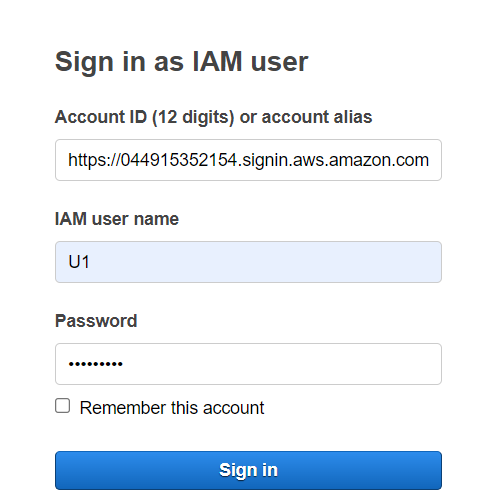 Sign in as IAM user
Account ID (12 digits) or account alias
https://044915352154.signin.aws.amazon.com
IAM user name
U1
Password
•••••••••
Remember this account
Sign in